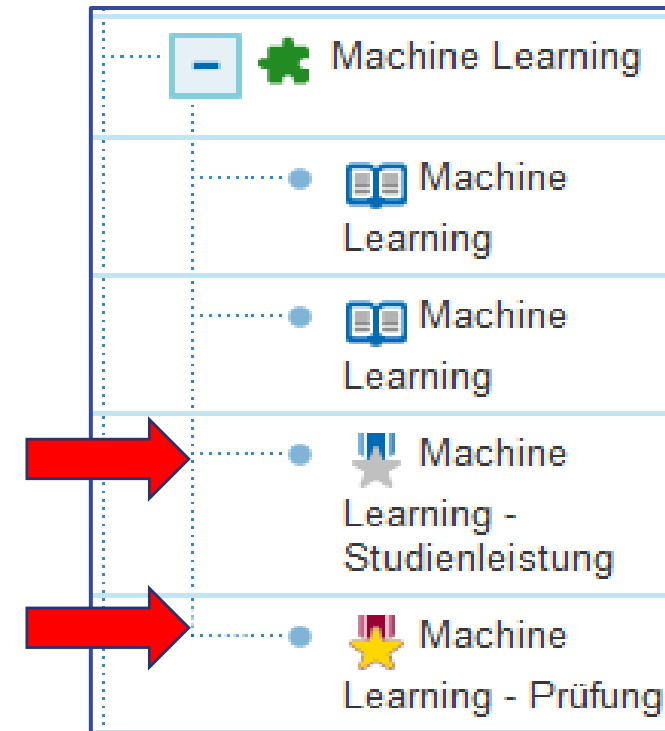 Machine Learning
Machine
Learning
Machine
Learning
Machine
Learning -
Studienleistung
Machine
Learning - Prüfung